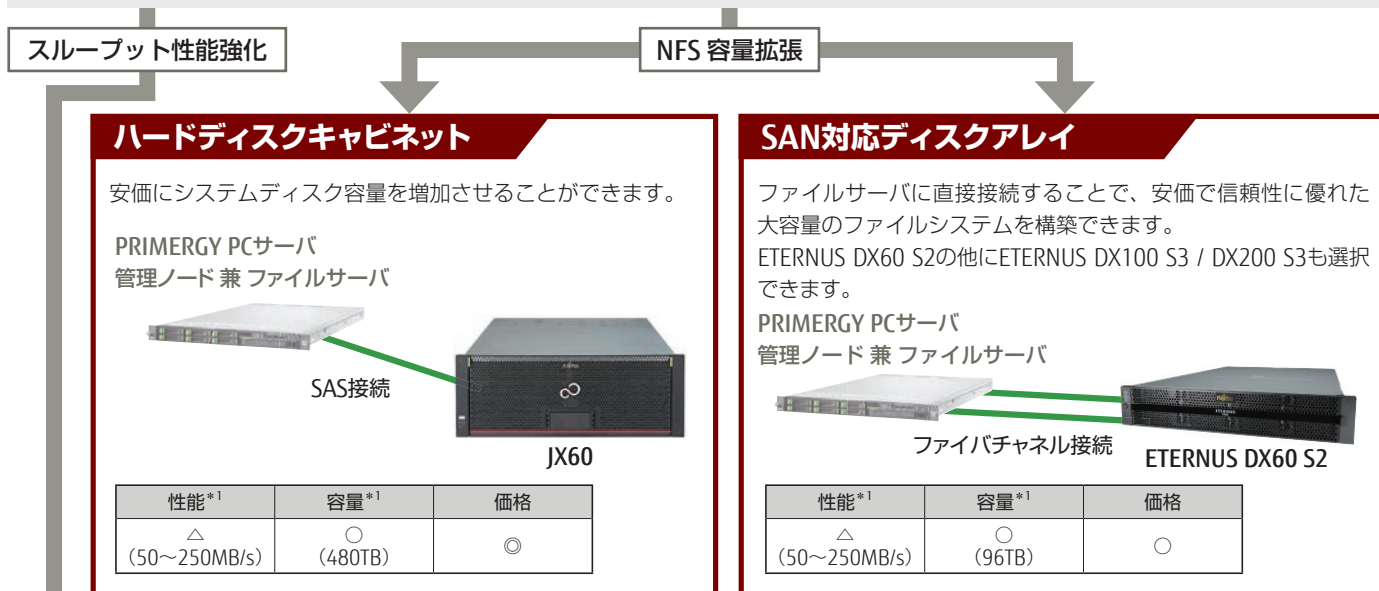 スループット性能強化
NFS 容量拡張
ハードディスクキャビネット
安価にシステムディスク容量を増加させることができます。
PRIMERGY PCサーバ
管理ノード 兼 ファイルサーバ
SAS接続
JX60
性能*1 容量*1 価格
△ ○ ◎
（50～250MB/s） （480TB）
SAN対応ディスクアレイ
ファイルサーバに直接接続することで、安価で信頼性に優れた
大容量のファイルシステムを構築できます。
ETERNUS DX60 S2の他にETERNUS DX100 S3 / DX200 S3も選択
できます。
PRIMERGY PCサーバ
管理ノード 兼 ファイルサーバ
ファイバチャネル接続
ETERNUS DX60 S2
性能*1 容量*1 価格
△ ○ ○
（50～250MB/s） （96TB）